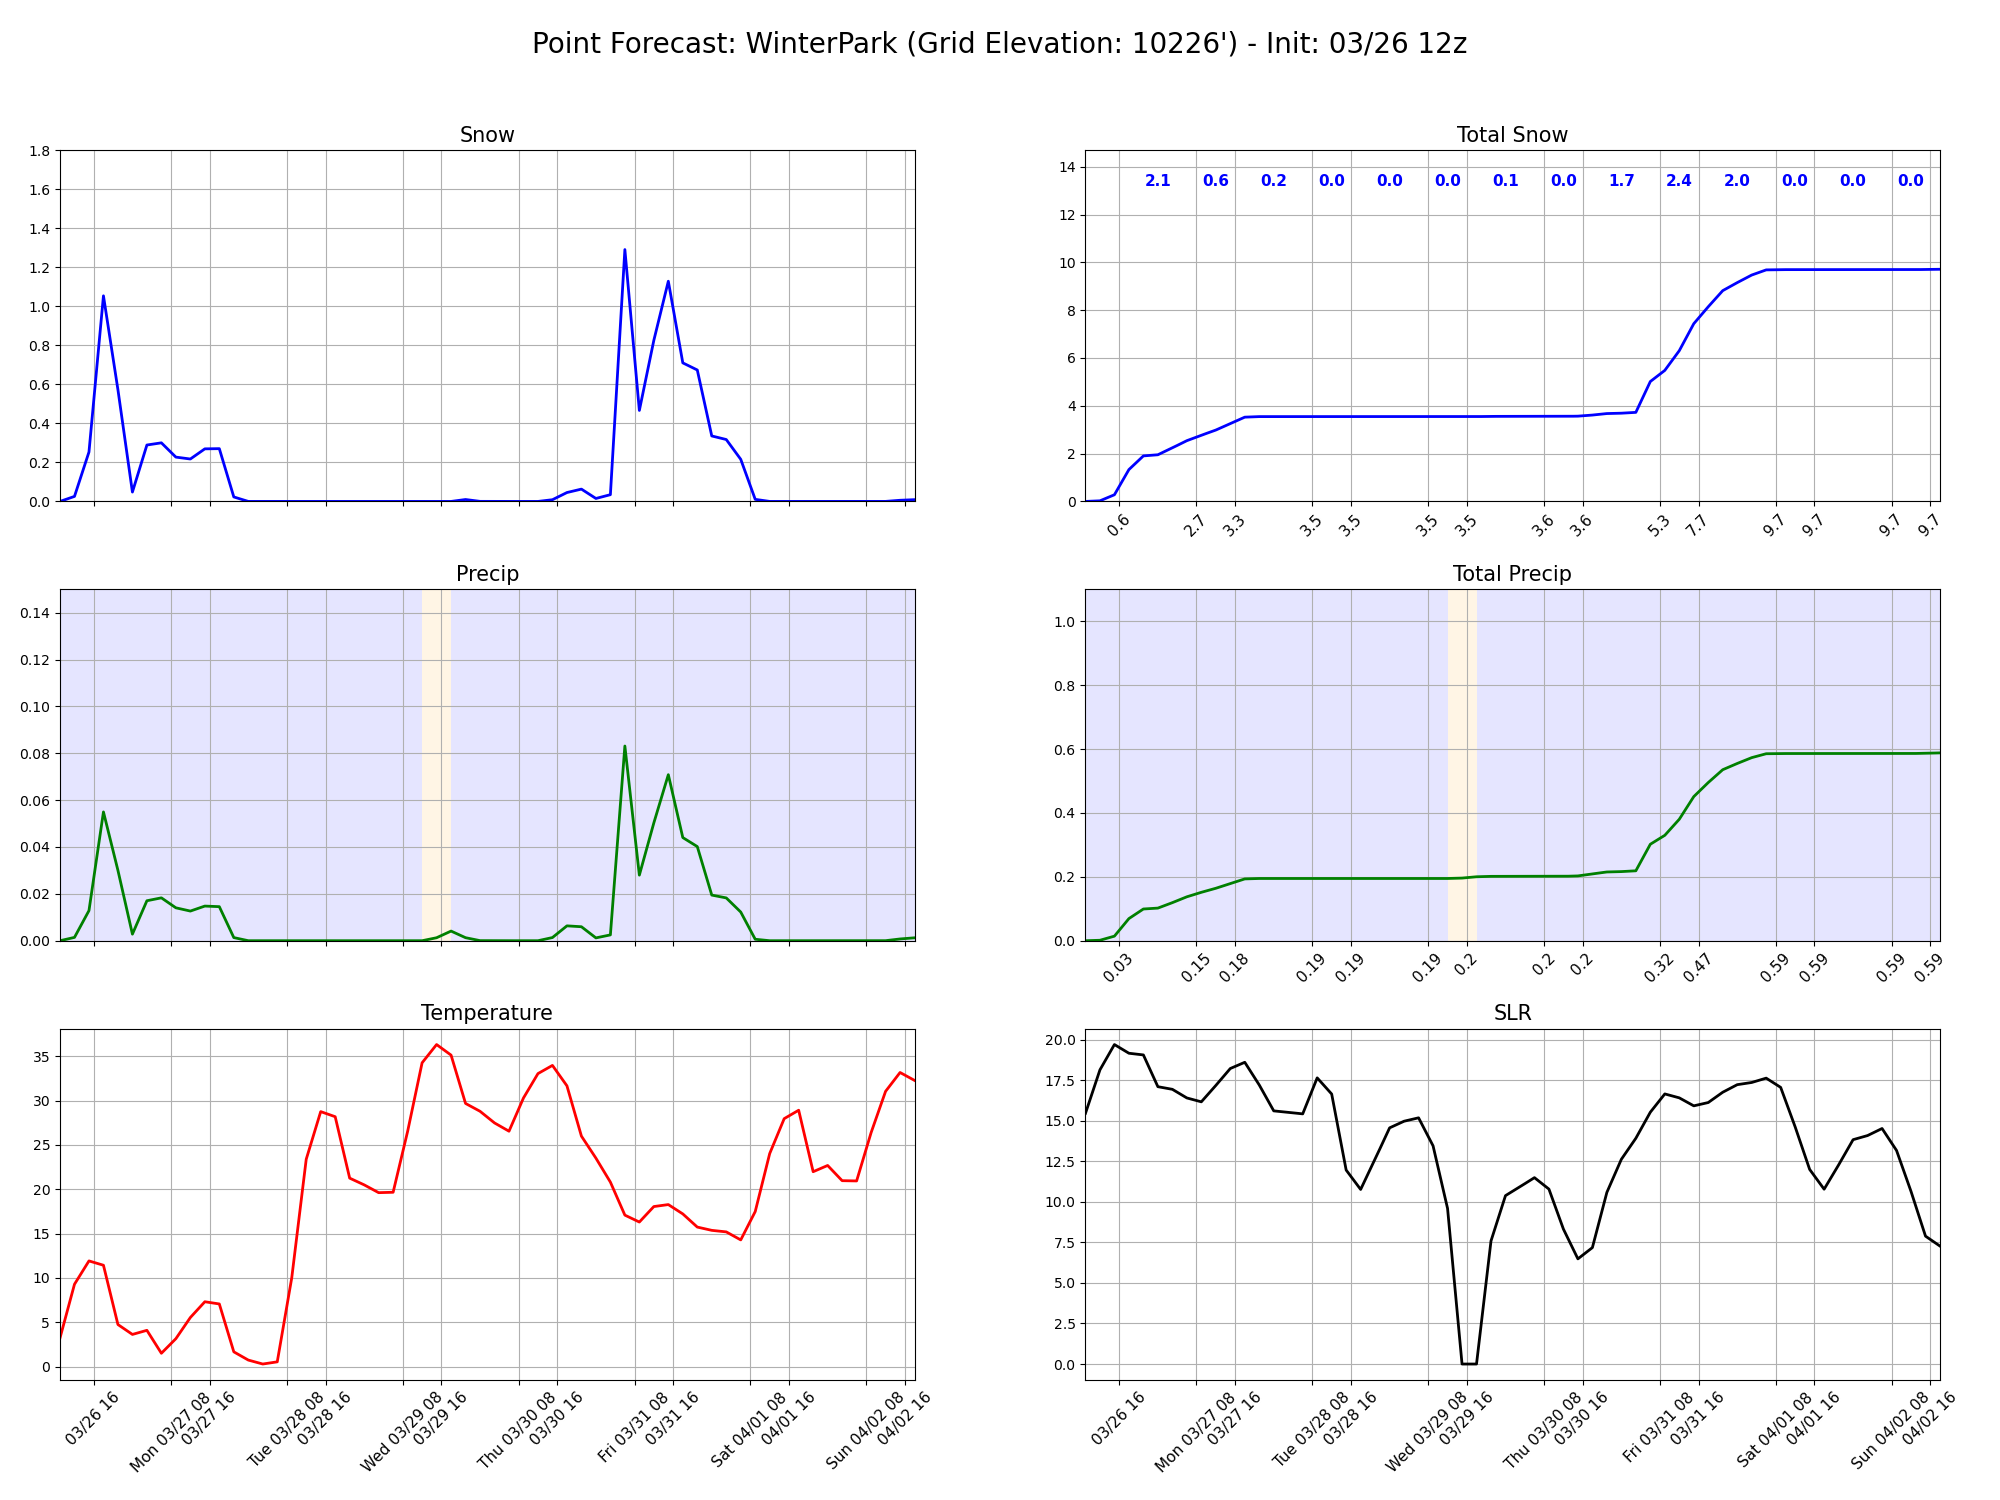 Point Forecast: WinterPark (Grid Elevation: 10226') - Init: 03/26 12z
Snow
1.8
1.6
1.4
1.2
1.0
0.8
0.6
0.4
0.2
0.0
Total Snow
14
12
10
8
6
4
2
0
2.1 0.6 0.2 0.0 0.0 0.0 0.1 0.0 1.7 2.4 2.0 0.0 0.0 0.0
0.6 2.7 3.3 3.5 3.5 3.5 3.5 3.6 3.6 5.3 7.7 9.7 9.7 9.7 9.7
Precip
0.14
0.12
0.10
0.08
0.06
0.04
0.02
0.00
Total Precip
1.0
0.8
0.6
0.4
0.2
0.0
0.03 0.15 0.18 0.19 0.19 0.19 0.2 0.2 0.2 0.32 0.47 0.59 0.59 0.59 0.59
Temperature
35
30
25
20
15
10
5
0
03/26 16
Mon 03/27 08
03/27 16
Tue 03/28 08
03/28 16
Wed 03/29 08
03/29 16
Thu 03/30 08
03/30 16
Fri 03/31 08
03/31 16
Sat 04/01 08
04/01 16
Sun 04/02 08
04/02 16
SLR
20.0
17.5
15.0
12.5
10.0
7.5
5.0
2.5
0.0
03/26 16
Mon 03/27 08
03/27 16
Tue 03/28 08
03/28 16
Wed 03/29 08
03/29 16
Thu 03/30 08
03/30 16
Fri 03/31 08
03/31 16
Sat 04/01 08
04/01 16
Sun 04/02 08
04/02 16